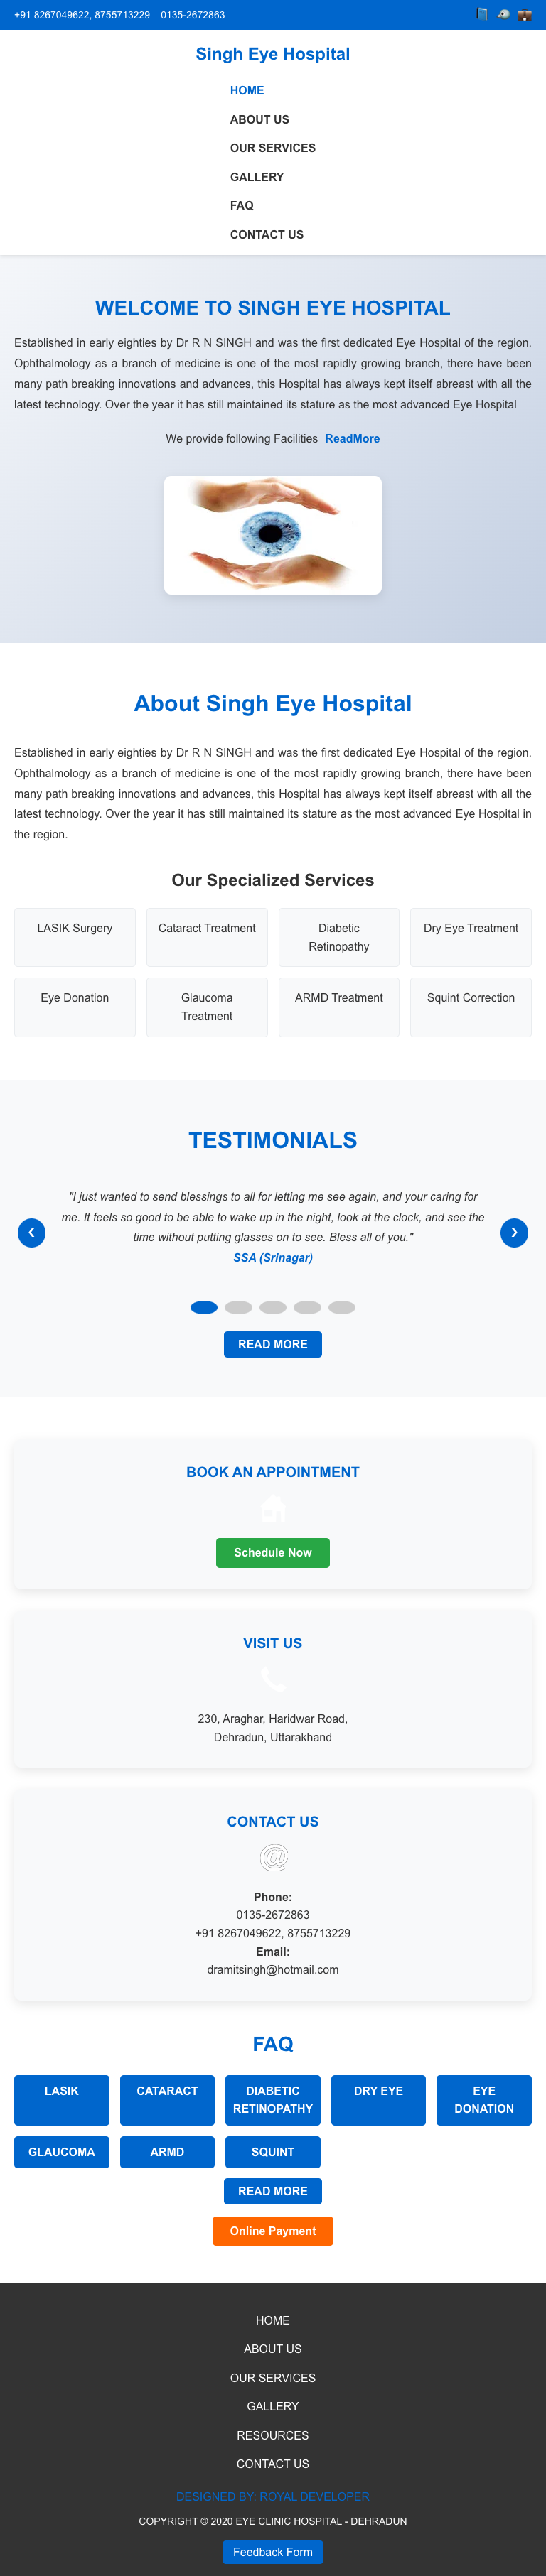 +91 8267049622, 8755713229 0135-2672863
Singh Eye Hospital
HOME
ABOUT US
OUR SERVICES
GALLERY
FAQ
CONTACT US
WELCOME TO SINGH EYE HOSPITAL
Established in early eighties by Dr R N SINGH and was the first dedicated Eye Hospital of the region.
Ophthalmology as a branch of medicine is one of the most rapidly growing branch, there have been
many path breaking innovations and advances, this Hospital has always kept itself abreast with all the
latest technology. Over the year it has still maintained its stature as the most advanced Eye Hospital
We provide following Facilities ReadMore
About Singh Eye Hospital
Established in early eighties by Dr R N SINGH and was the first dedicated Eye Hospital of the region.
Ophthalmology as a branch of medicine is one of the most rapidly growing branch, there have been
many path breaking innovations and advances, this Hospital has always kept itself abreast with all the
latest technology. Over the year it has still maintained its stature as the most advanced Eye Hospital in
the region.
Our Specialized Services
LASIK Surgery
Cataract Treatment
Diabetic
Retinopathy
Dry Eye Treatment
Eye Donation
Glaucoma
Treatment
ARMD Treatment
Squint Correction
TESTIMONIALS
"I just wanted to send blessings to all for letting me see again, and your caring for
me. It feels so good to be able to wake up in the night, look at the clock, and see the
time without putting glasses on to see. Bless all of you."
SSA (Srinagar)
❮
❯
READ MORE
BOOK AN APPOINTMENT
Schedule Now
VISIT US
230, Araghar, Haridwar Road,
Dehradun, Uttarakhand
CONTACT US
@
Phone:
0135-2672863
+91 8267049622, 8755713229
Email:
dramitsingh@hotmail.com
FAQ
LASIK
CATARACT
DIABETIC
RETINOPATHY
DRY EYE
EYE
DONATION
GLAUCOMA
ARMD
SQUINT
READ MORE
Online Payment
HOME
ABOUT US
OUR SERVICES
GALLERY
RESOURCES
CONTACT US
DESIGNED BY: ROYAL DEVELOPER
COPYRIGHT © 2020 EYE CLINIC HOSPITAL - DEHRADUN
Feedback Form